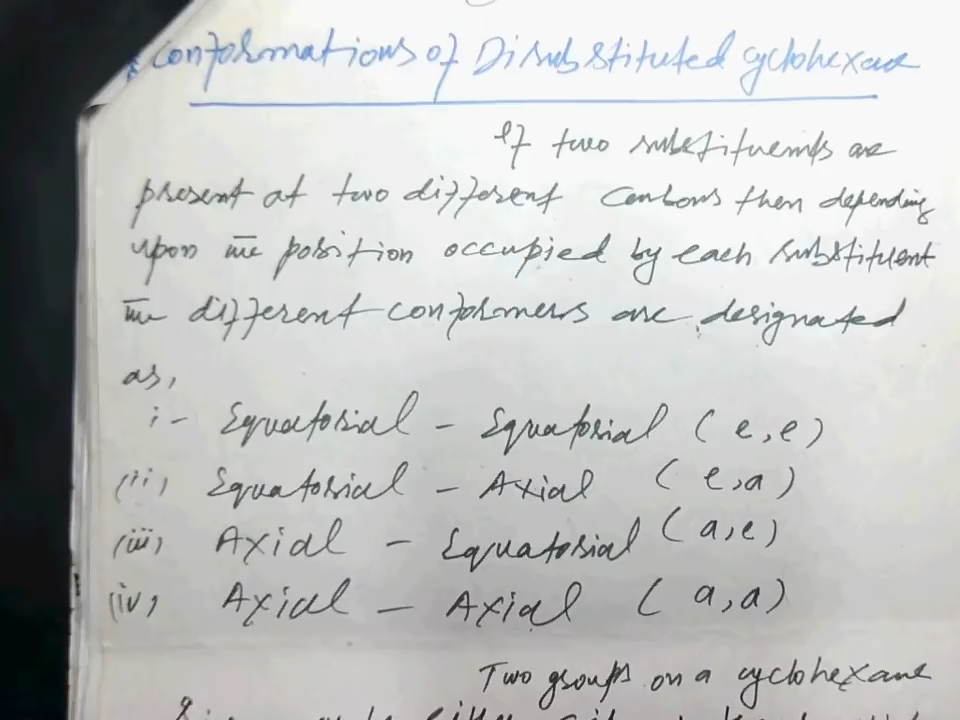 Conformations of Disubstituted cyclohexane
If two substituents are
present at two different Carbons then depending
upon the position occupied by each substituent
the different conformers are designated
as,
i - Equatorial - Equatorial (e,e)
(ii) Equatorial - Axial (e,a)
(iii) Axial - Equatorial (a,e)
(iv) Axial - Axial (a,a)
Two groups on a cyclohexane